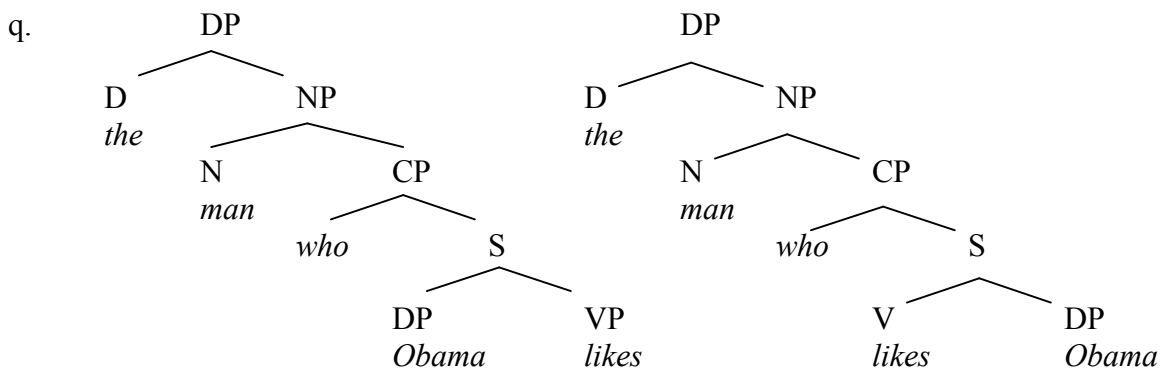 q. DP DP
D NP D NP
the the
N CP N CP
man man
who S who S
DP VP V DP
Obama likes likes Obama